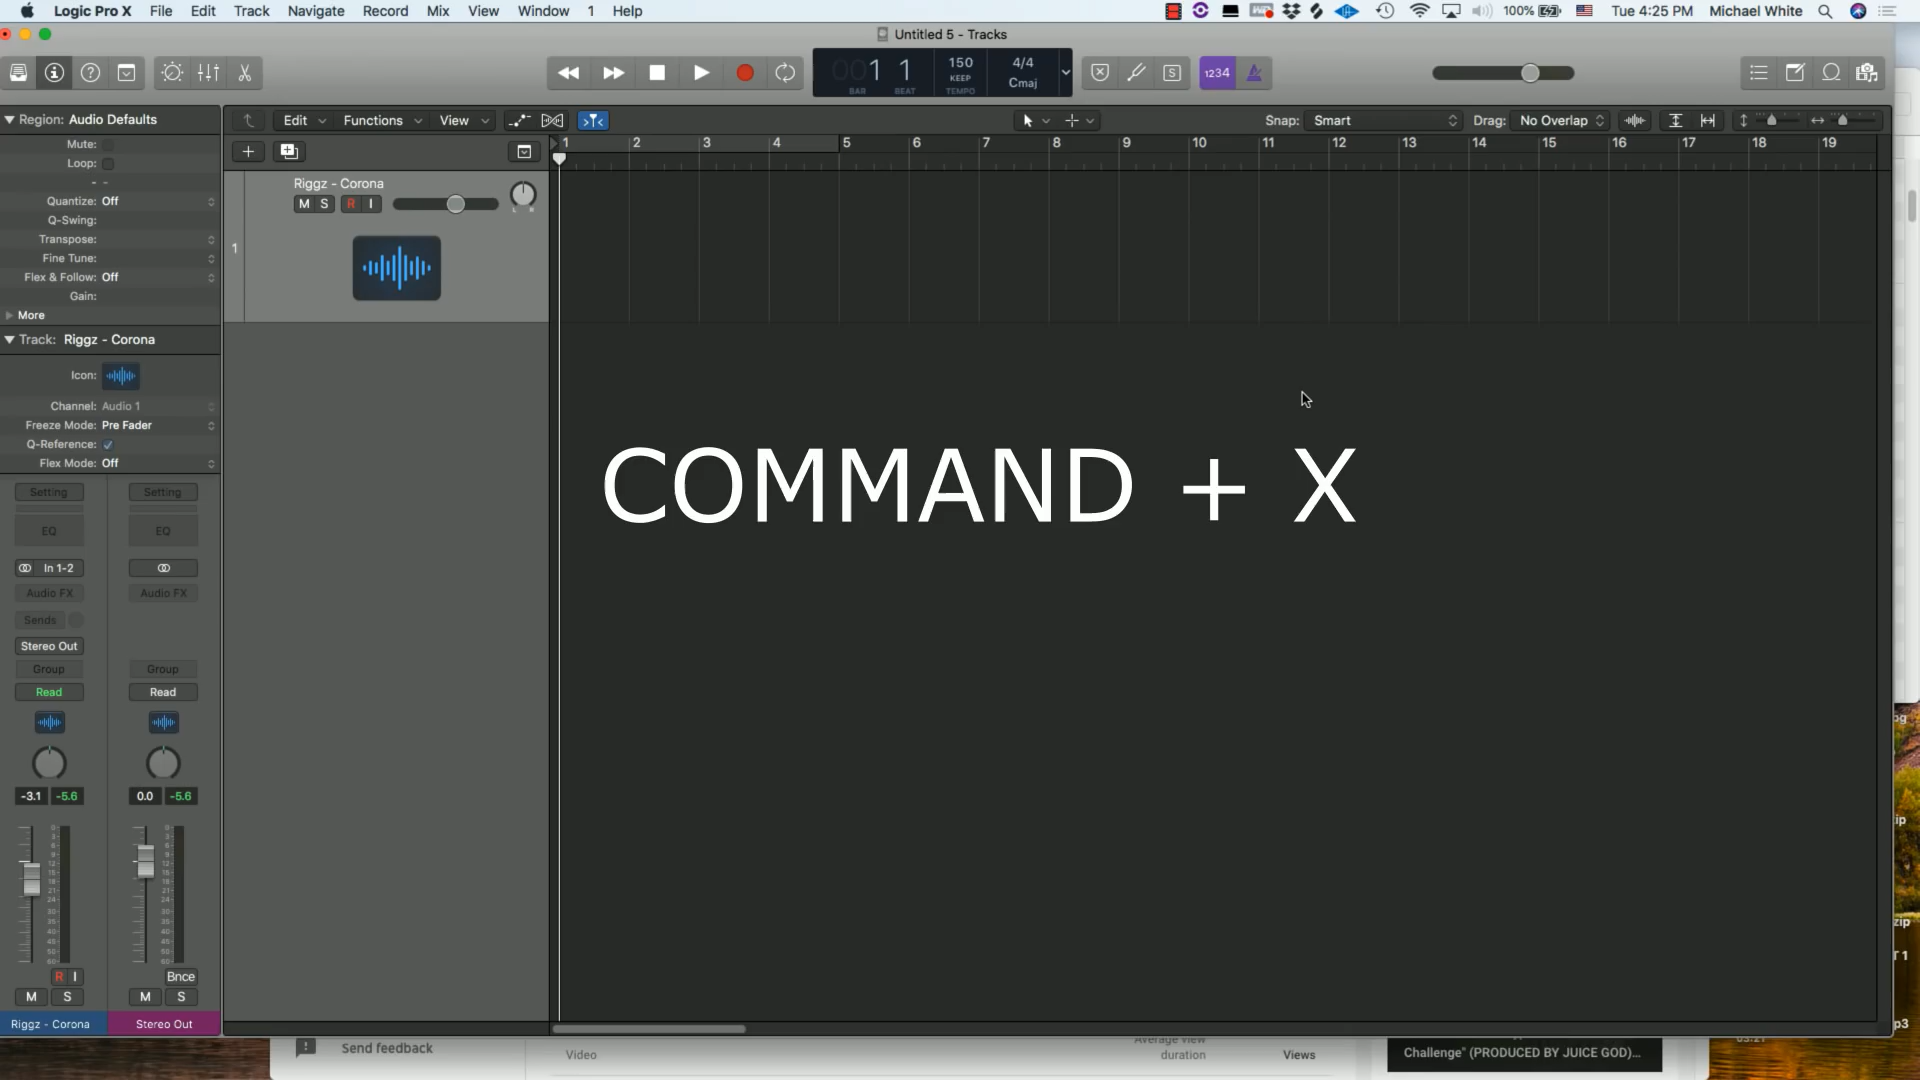 Logic Pro X File Edit Track Navigate Record Mix View Window 1 Help 100% Tue 4:25 PM Michael White
Untitled 5 - Tracks
001 1 150 4/4
KEEP Cmaj
BAR BEAT TEMPO
S 1234
Region: Audio Defaults
Edit Functions View Snap: Smart Drag: No Overlap
Mute:
Loop:
- -
Quantize: Off
Q-Swing:
Transpose:
Fine Tune:
Flex & Follow: Off
Gain:
More
Track: Riggz - Corona
Icon:
Channel: Audio 1
Freeze Mode: Pre Fader
Q-Reference:
Flex Mode: Off
1 2 3 4 5 6 7 8 9 10 11 12 13 14 15 16 17 18 19
Riggz - Corona
M S R I
L R
1
COMMAND + X
Setting Setting
EQ EQ
In 1-2
Audio FX Audio FX
Sends
Stereo Out
Group Group
Read Read
-3.1 -5.6 0.0 -5.6
R I Bnce
M S M S
Riggz - Corona Stereo Out
Send feedback
Video
Average view
duration
Views
Challenge" (PRODUCED BY JUICE GOD)...
zip
T 1
p3